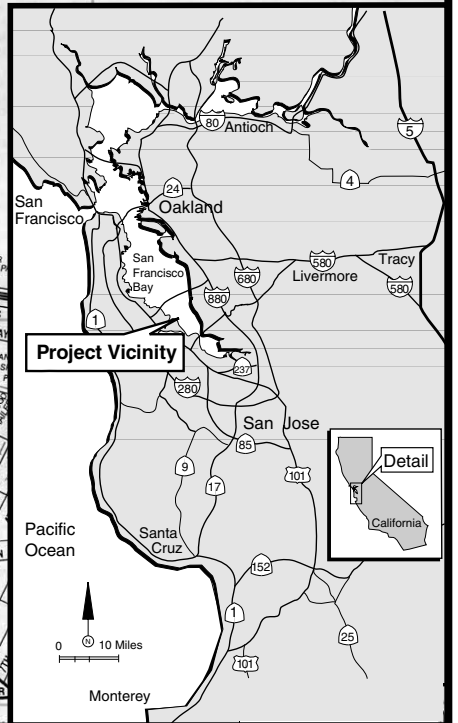 80
Antioch
5
4
24
San
Francisco
Oakland
San
Francisco
Bay
680
580
Livermore
Tracy
580
880
1
Project Vicinity
237
280
San Jose
85
Detail
California
9
17
101
Pacific
Ocean
Santa
Cruz
152
1
25
N
0 10 Miles
101
Monterey